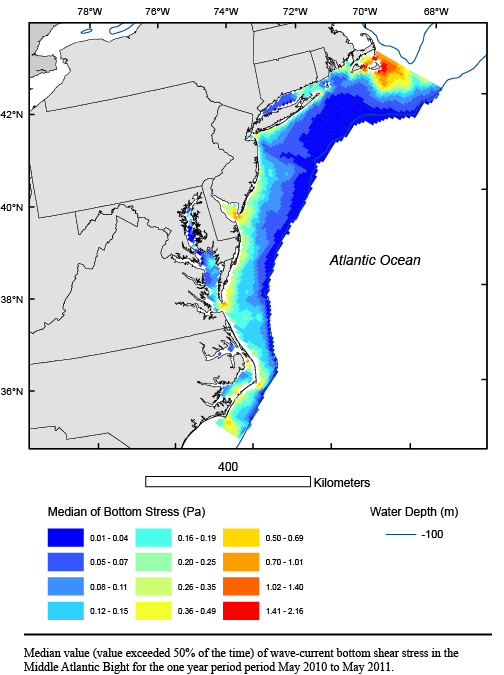 78°W 76°W 74°W 72°W 70°W 68°W
42°N
40°N
Atlantic Ocean
38°N
36°N
400
Kilometers
Median of Bottom Stress (Pa) Water Depth (m)
0.01 - 0.04 0.16 - 0.19 0.50 - 0.69 -100
0.05 - 0.07 0.20 - 0.25 0.70 - 1.01
0.08 - 0.11 0.26 - 0.35 1.02 - 1.40
0.12 - 0.15 0.36 - 0.49 1.41 - 2.16
Median value (value exceeded 50% of the time) of wave-current bottom shear stress in the
Middle Atlantic Bight for the one year period period May 2010 to May 2011.